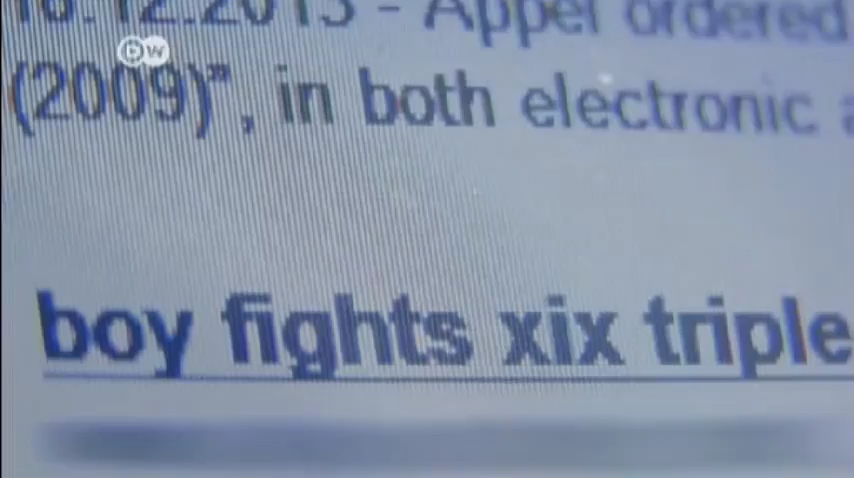 - Appel ordered
DW
(2009)", in both electronic
boy fights xix triple